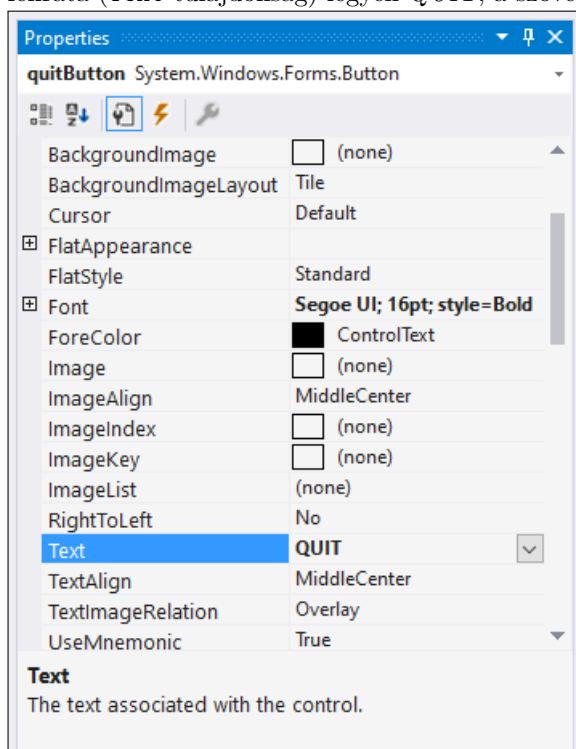 Properties
quitButton System.Windows.Forms.Button
BackgroundImage (none)
BackgroundImageLayout Tile
Cursor Default
FlatAppearance
FlatStyle Standard
Font Segoe UI; 16pt; style=Bold
ForeColor ControlText
Image (none)
ImageAlign MiddleCenter
ImageIndex (none)
ImageKey (none)
ImageList (none)
RightToLeft No
Text QUIT
TextAlign MiddleCenter
TextImageRelation Overlay
UseMnemonic True
Text
The text associated with the control.